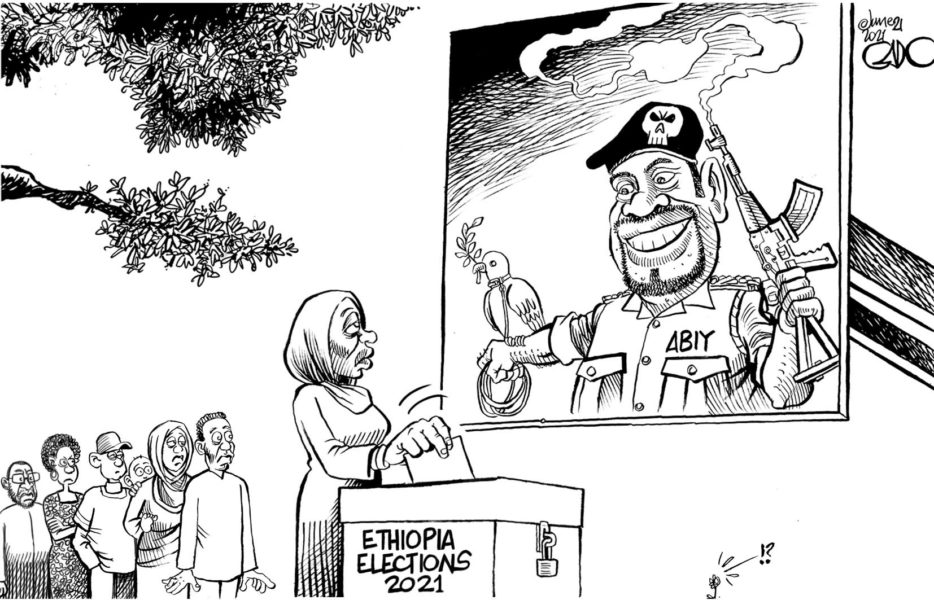 ©June 21
2021
GADO
ABIY
ETHIOPIA
ELECTIONS
2021
!?